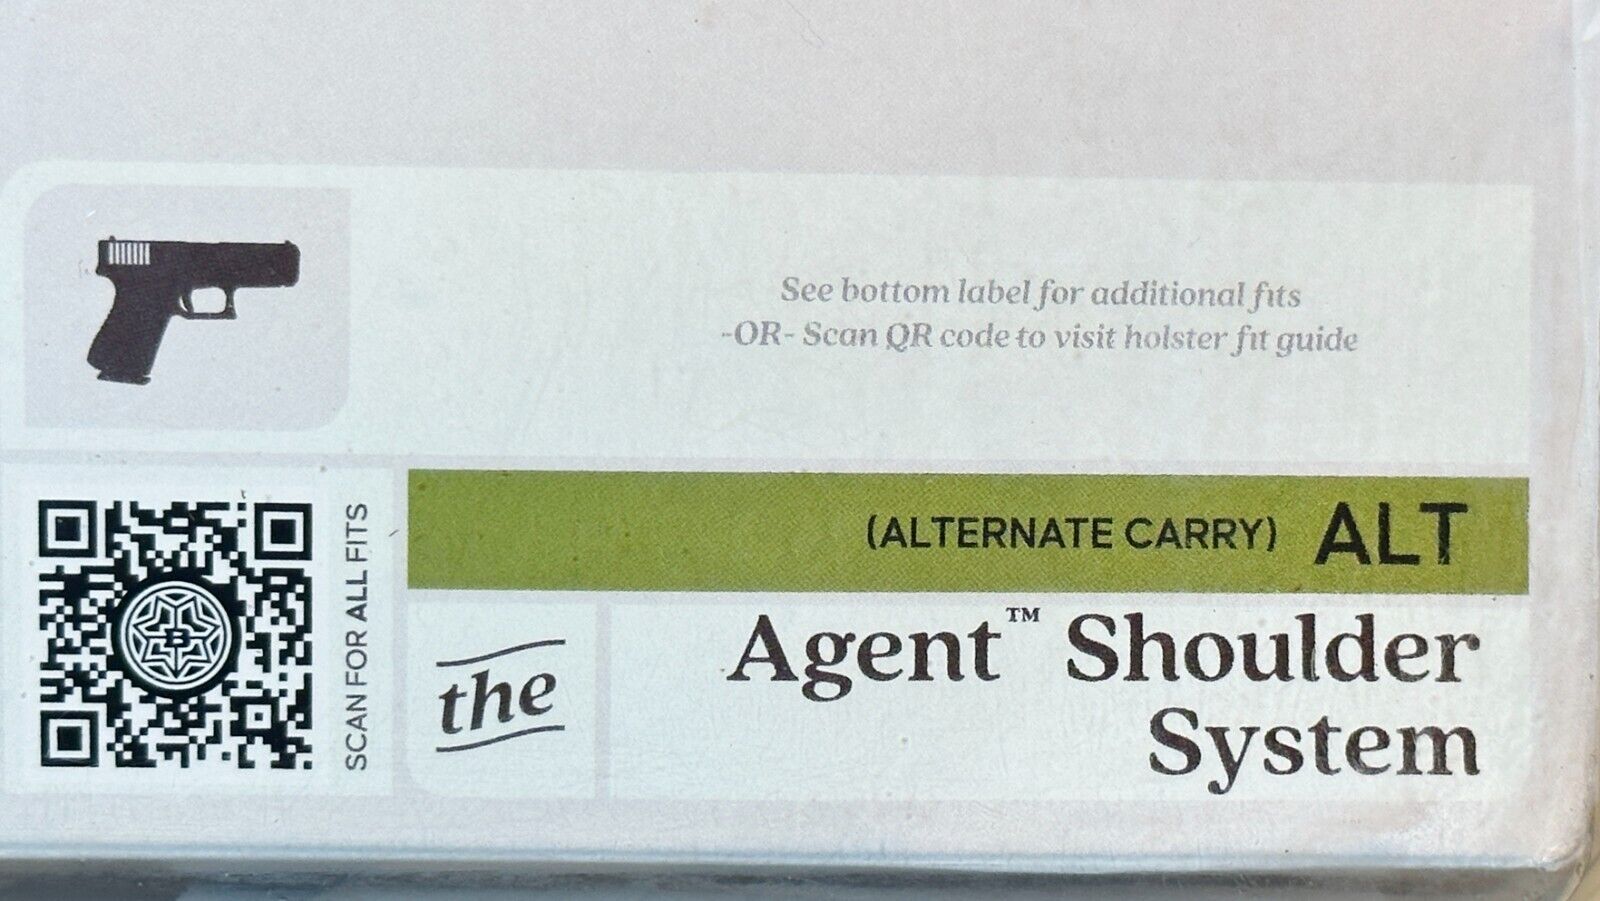 See bottom label for additional fits
-OR- Scan QR code to visit holster fit guide
SCAN FOR ALL FITS
B
(ALTERNATE CARRY) ALT
the
Agent™ Shoulder
System